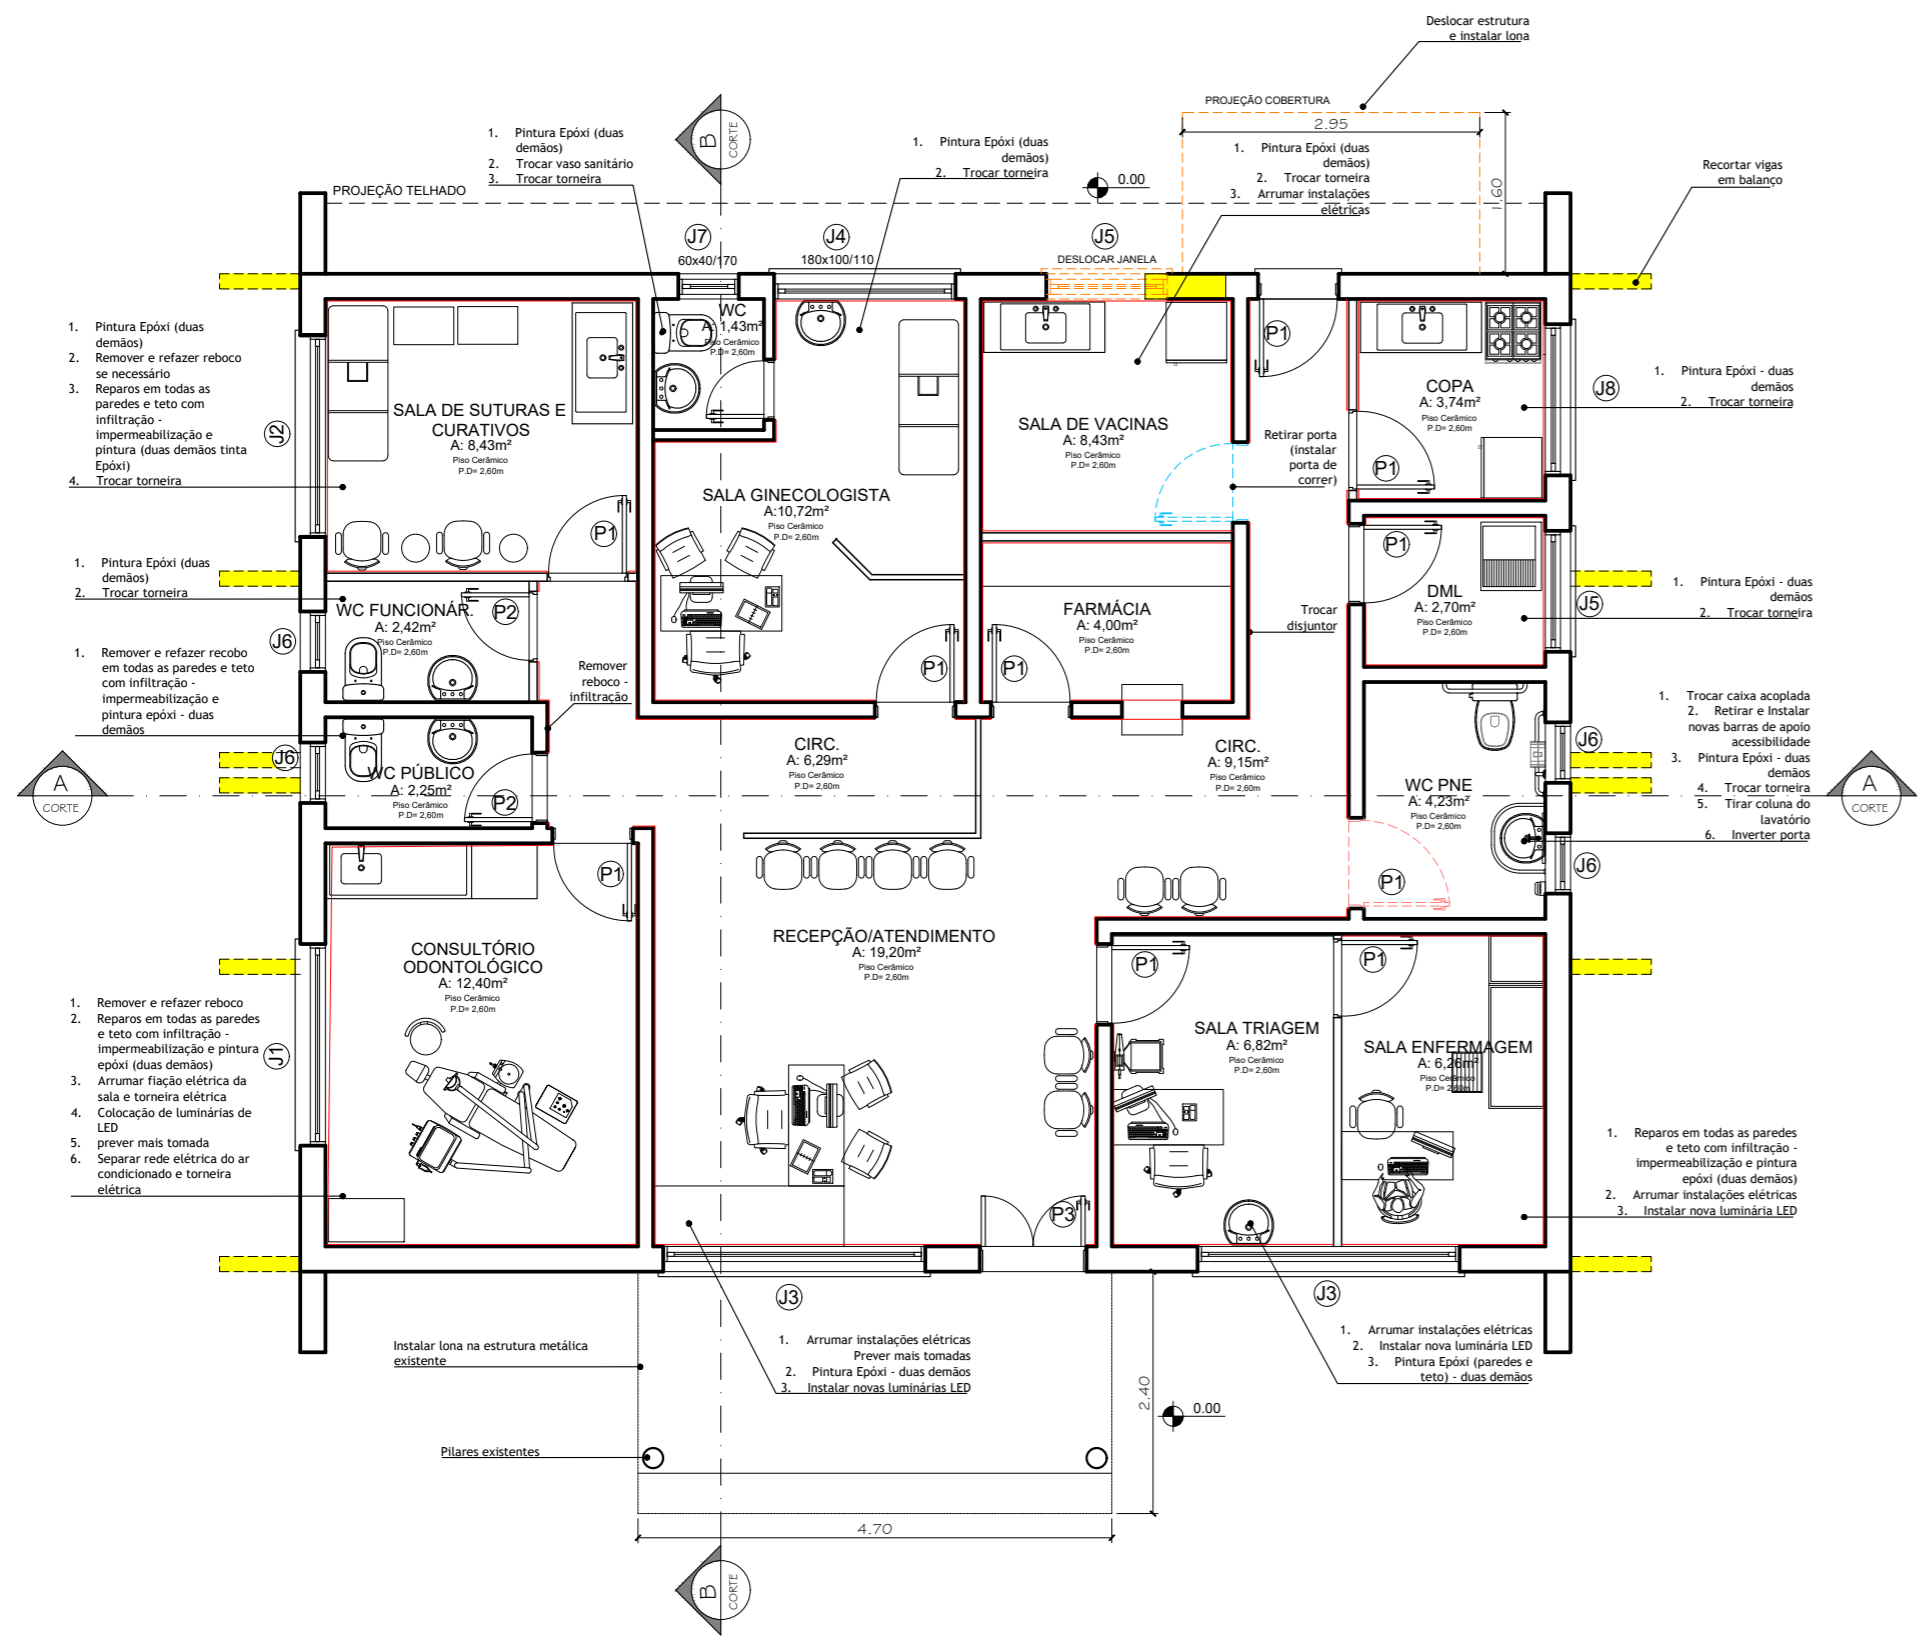 Deslocar estrutura
e instalar lona
PROJEÇÃO COBERTURA
2.95
1.60
1. Pintura Epóxi (duas
demãos)
2. Trocar vaso sanitário
3. Trocar torneira
B
CORTE
1. Pintura Epóxi (duas
demãos)
2. Trocar torneira
1. Pintura Epóxi (duas
demãos)
2. Trocar torneira
3. Arrumar instalações
elétricas
Recortar vigas
em balanço
PROJEÇÃO TELHADO
0.00
J7
60x40/170
J4
180x100/110
J5
DESLOCAR JANELA
1. Pintura Epóxi (duas
demãos)
2. Remover e refazer reboco
se necessário
3. Reparos em todas as
paredes e teto com
infiltração -
impermeabilização e
pintura (duas demãos tinta
Epóxi)
4. Trocar torneira
J2
SALA DE SUTURAS E
CURATIVOS
A: 8,43m²
Piso Cerâmico
P.D= 2,60m
P1
WC
A: 1,43m²
Piso Cerâmico
P.D= 2,60m
SALA GINECOLOGISTA
A:10,72m²
Piso Cerâmico
P.D= 2,60m
P1
SALA DE VACINAS
A: 8,43m²
Piso Cerâmico
P.D= 2,60m
Retirar porta
(instalar
porta de
correr)
P1
COPA
A: 3,74m²
Piso Cerâmico
P.D= 2,60m
P1
J8
1. Pintura Epóxi - duas
demãos
2. Trocar torneira
1. Pintura Epóxi (duas
demãos)
2. Trocar torneira
WC FUNCIONÁR.
A: 2,42m²
Piso Cerâmico
P.D= 2,60m
P2
J6
FARMÁCIA
A: 4,00m²
Piso Cerâmico
P.D= 2,60m
P1
Trocar
disjuntor
P1
DML
A: 2,70m²
Piso Cerâmico
P.D= 2,60m
J5
1. Pintura Epóxi - duas
demãos
2. Trocar torneira
1. Remover e refazer recobo
em todas as paredes e teto
com infiltração -
impermeabilização e
pintura epóxi - duas
demãos
Remover
reboco -
infiltração
J6
WC PÚBLICO
A: 2,25m²
Piso Cerâmico
P.D= 2,60m
P2
CIRC.
A: 6,29m²
Piso Cerâmico
P.D= 2,60m
CIRC.
A: 9,15m²
Piso Cerâmico
P.D= 2,60m
WC PNE
A: 4,23m²
Piso Cerâmico
P.D= 2,60m
P1
J6
J6
1. Trocar caixa acoplada
2. Retirar e Instalar
novas barras de apoio
acessibilidade
3. Pintura Epóxi - duas
demãos
4. Trocar torneira
5. Tirar coluna do
lavatório
6. Inverter porta
A
CORTE
A
CORTE
P1
CONSULTÓRIO
ODONTOLÓGICO
A: 12,40m²
Piso Cerâmico
P.D= 2,60m
1. Remover e refazer reboco
2. Reparos em todas as paredes
e teto com infiltração -
impermeabilização e pintura
epóxi (duas demãos)
3. Arrumar fiação elétrica da
sala e torneira elétrica
4. Colocação de luminárias de
LED
5. prever mais tomada
6. Separar rede elétrica do ar
condicionado e torneira
elétrica
J1
RECEPÇÃO/ATENDIMENTO
A: 19,20m²
Piso Cerâmico
P.D= 2,60m
P3
P1
SALA TRIAGEM
A: 6,82m²
Piso Cerâmico
P.D= 2,60m
P1
SALA ENFERMAGEM
A: 6,26m²
Piso Cerâmico
P.D= 2,60m
1. Reparos em todas as paredes
e teto com infiltração -
impermeabilização e pintura
epóxi (duas demãos)
2. Arrumar instalações elétricas
3. Instalar nova luminária LED
J3
J3
Instalar lona na estrutura metálica
existente
1. Arrumar instalações elétricas
Prever mais tomadas
2. Pintura Epóxi - duas demãos
3. Instalar novas luminárias LED
1. Arrumar instalações elétricas
2. Instalar nova luminária LED
3. Pintura Epóxi (paredes e
teto) - duas demãos
2.40
0.00
Pilares existentes
4.70
B
CORTE